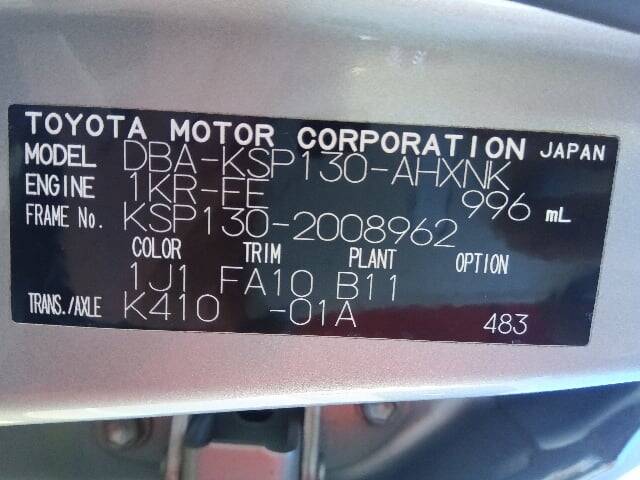 TOYOTA MOTOR CORPORATION JAPAN
MODEL DBA-KSP130-AHXNK
ENGINE 1KR-FE 996 mL
FRAME No. KSP130-2008962
COLOR TRIM PLANT OPTION
1J1 FA10 B11
TRANS./AXLE K410 -01A 483